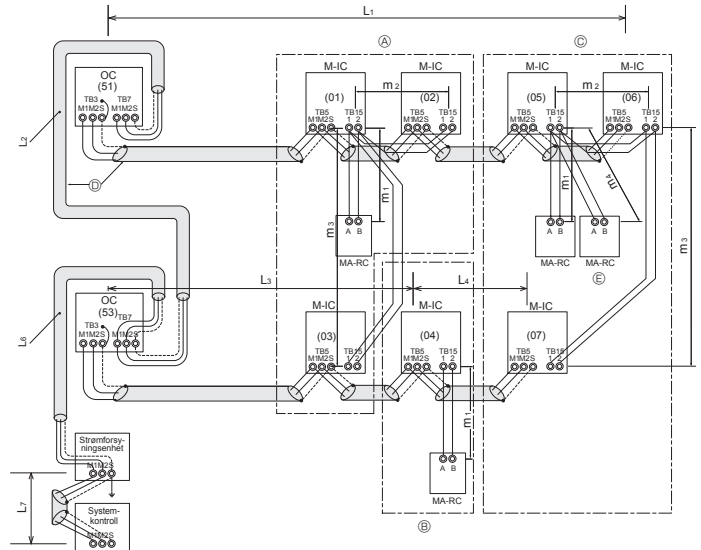 L1
Ⓐ
Ⓒ
OC
(51)
TB3
TB7
M1M2S
M1M2S
M-IC
(01)
TB5
M1M2S
TB15
1 2
m2
M-IC
(02)
TB5
M1M2S
TB15
1 2
M-IC
(05)
TB5
M1M2S
TB15
1 2
m2
M-IC
(06)
TB5
M1M2S
TB15
1 2
L2
Ⓓ
m3
m1
m1
m4
m3
A B
MA-RC
A B
MA-RC
A B
MA-RC
Ⓔ
L3
L4
L6
OC
(53)
TB3
TB7
M1M2S
M1M2S
M-IC
(03)
TB5
M1M2S
TB15
1 2
M-IC
(04)
TB5
M1M2S
TB15
1 2
M-IC
(07)
TB5
M1M2S
TB15
1 2
m1
A B
MA-RC
Ⓑ
Strømforsy-
ningsenhet
M1M2S
L7
System-
kontroll
M1M2S